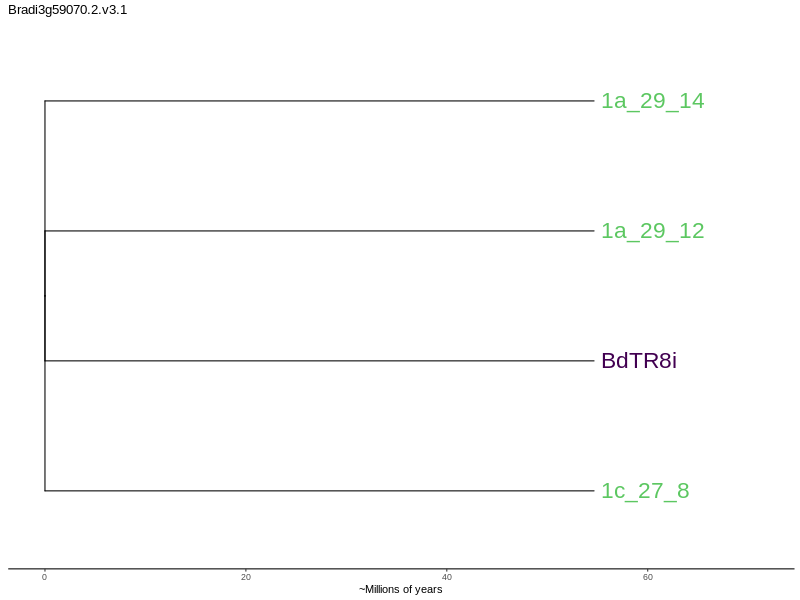 Bradi3g59070.2.v3.1
1a_29_14
1a_29_12
BdTR8i
1c_27_8
0 20 40 60
~Millions of years